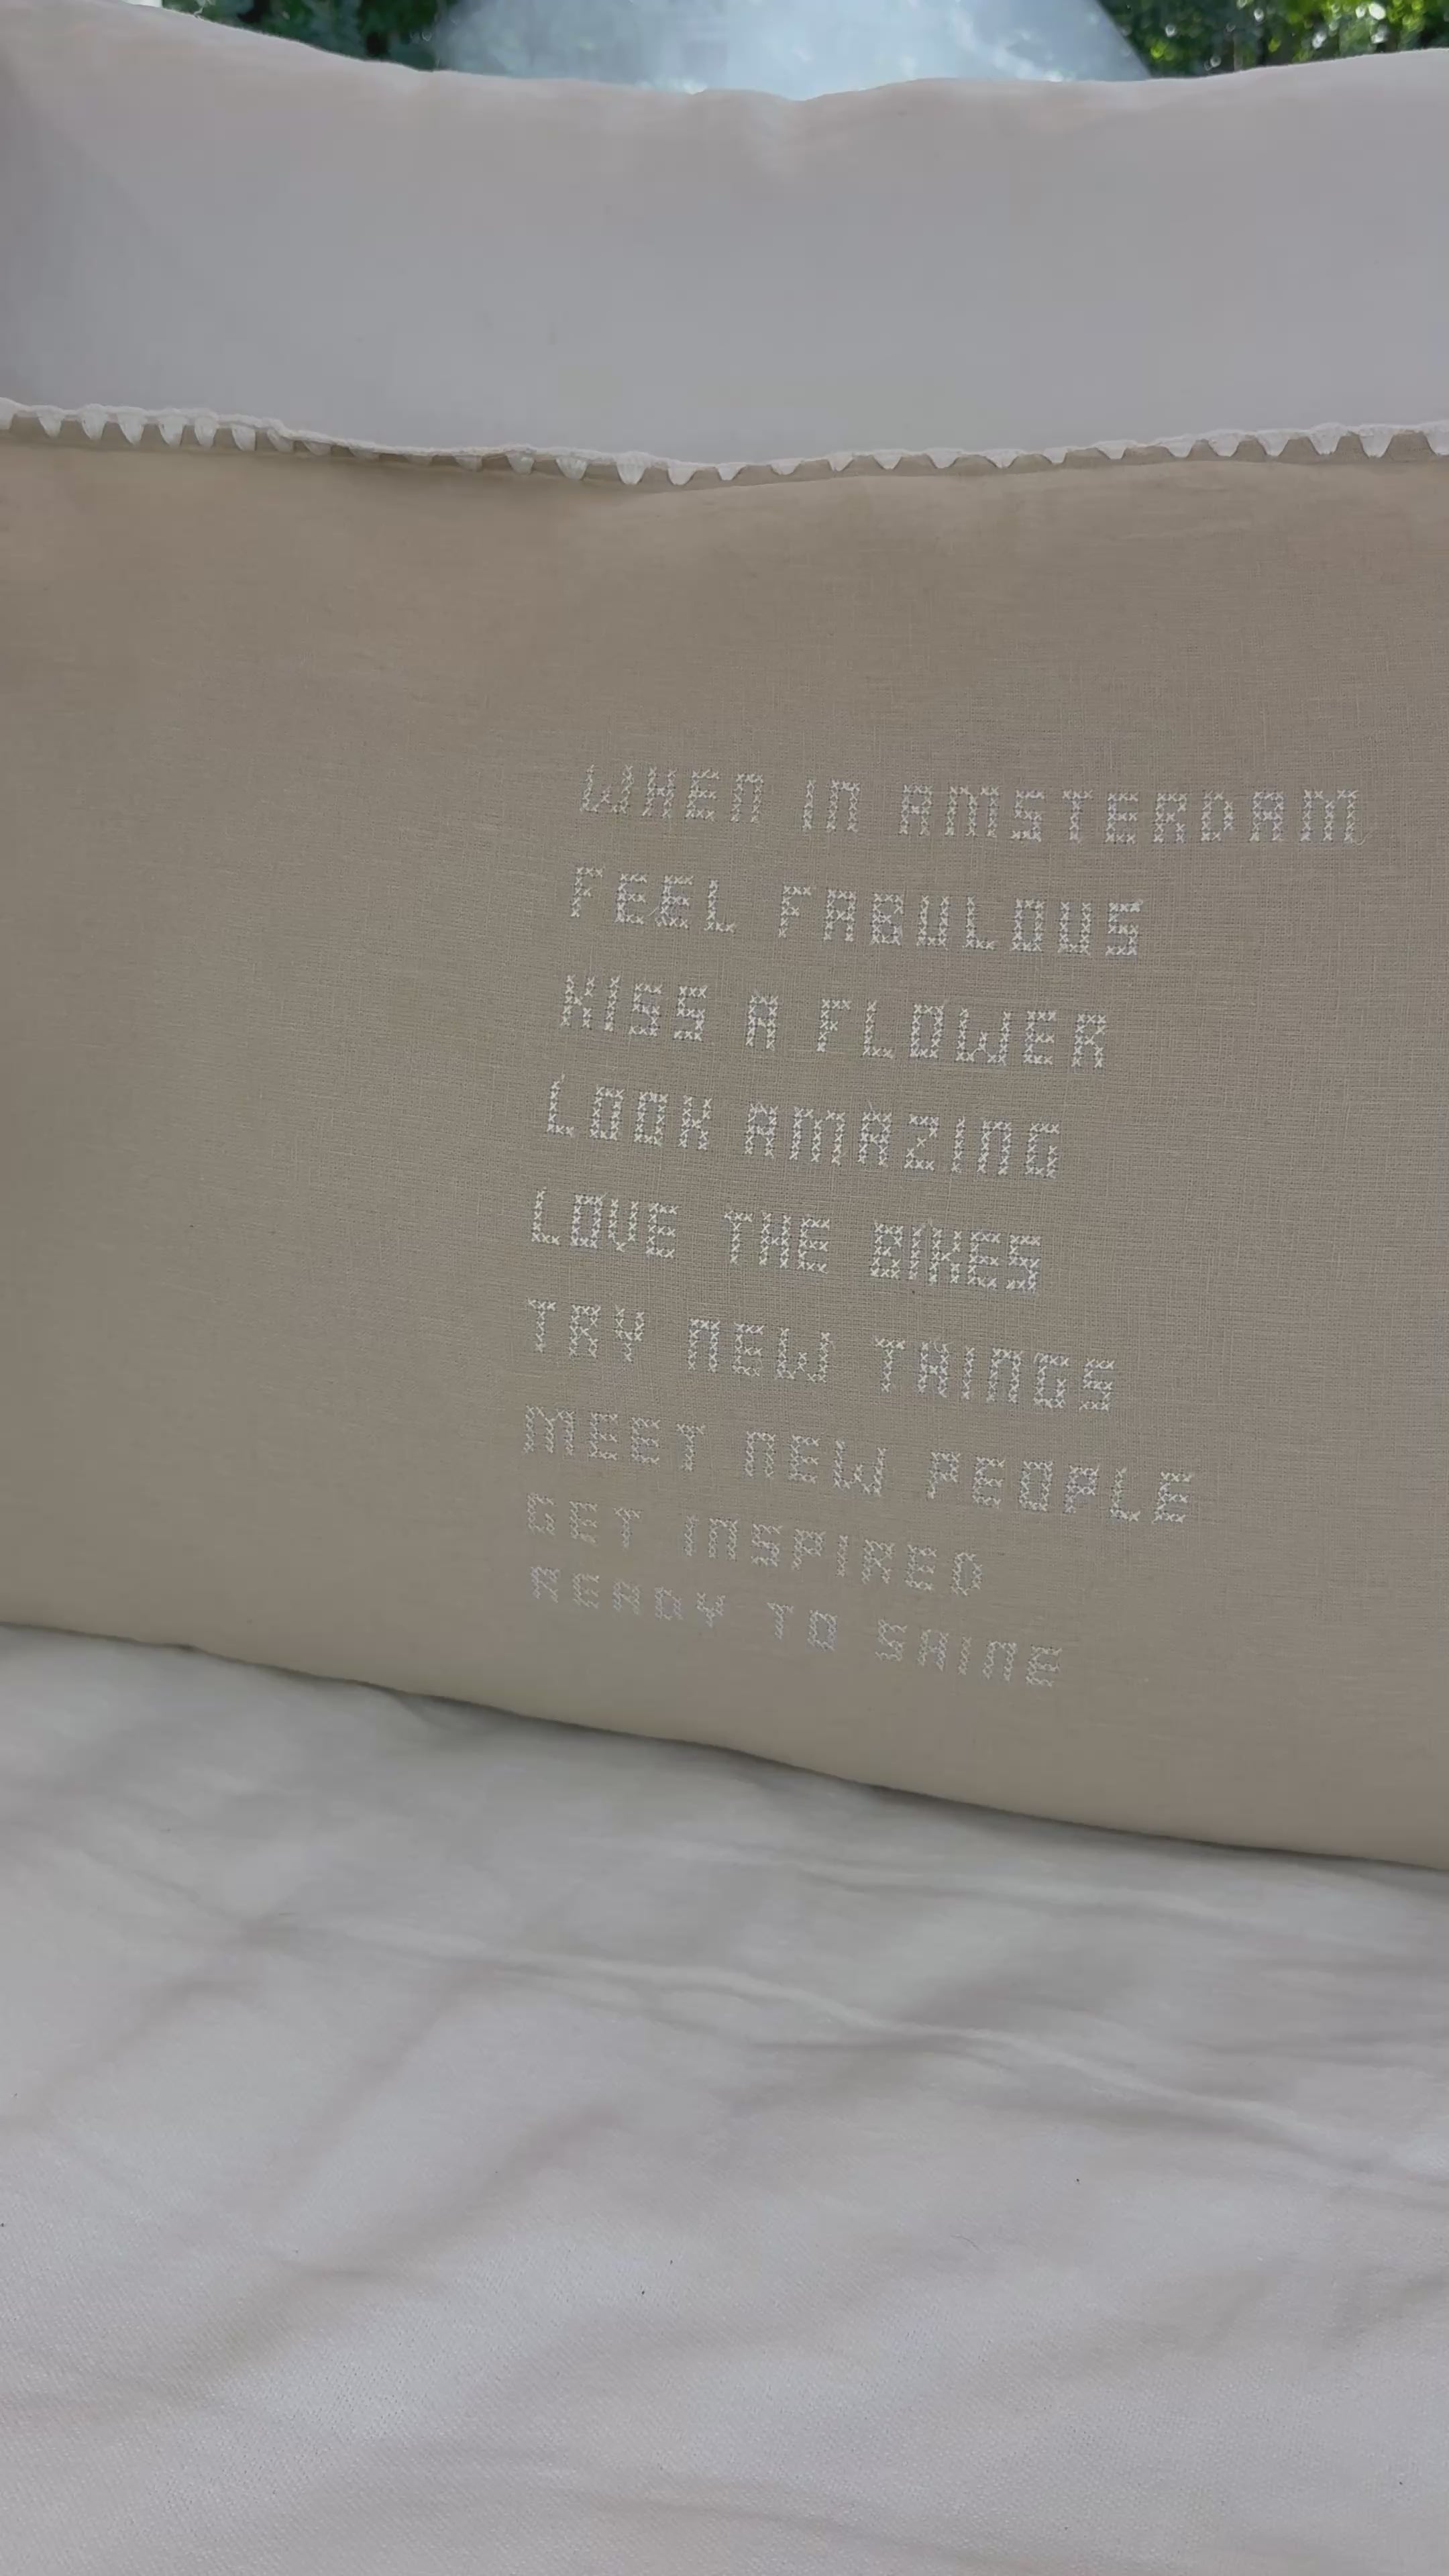 WHEN IN AMSTERDAM
FEEL FABULOUS
KISS A FLOWER
LOOK AMAZING
LOVE THE BIKES
TRY NEW THINGS
MEET NEW PEOPLE
GET INSPIRED
READY TO SHINE